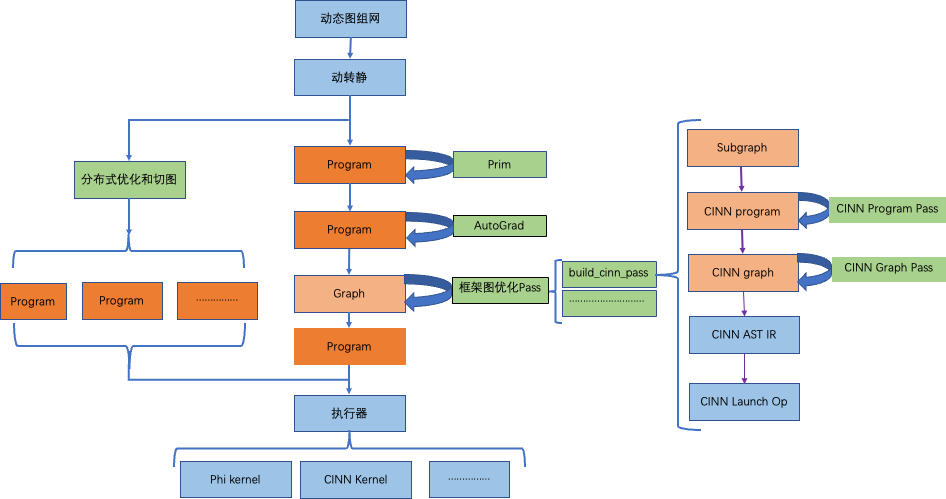 动态图组网
动转静
分布式优化和切图
Program
Prim
Program
AutoGrad
Graph
框架图优化Pass
build_cinn_pass
Program
Program
Program
执行器
Phi kernel
CINN Kernel
Subgraph
CINN program
CINN Program Pass
CINN graph
CINN Graph Pass
CINN AST IR
CINN Launch Op